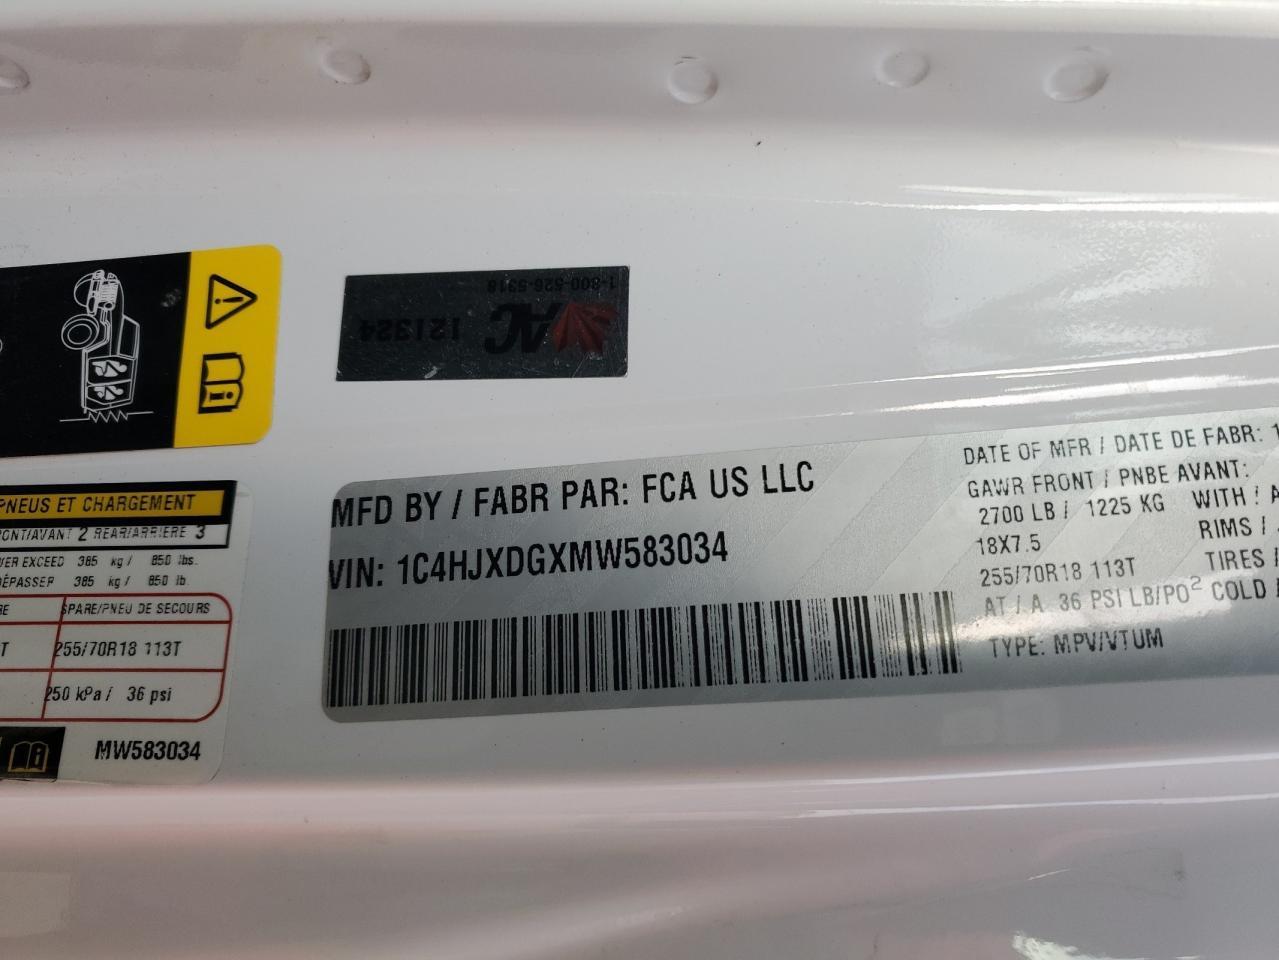 1-800-526-5318
AC
121324
PNEUS ET CHARGEMENT
ONT/AVANT 2 REAR/ARRIERE 3
VER EXCEED 385 kg / 850 lbs.
DÉPASSER 385 kg / 850 lb.
RE SPARE/PNEU DE SECOURS
T 255/70R18 113T
250 kPa / 36 psi
MW583034
MFD BY / FABR PAR: FCA US LLC
VIN: 1C4HJXDGXMW583034
DATE OF MFR / DATE DE FABR: 1
GAWR FRONT / PNBE AVANT:
2700 LB / 1225 KG WITH / A
18X7.5 RIMS /
255/70R18 113T TIRES /
AT / A 36 PSI LB/PO² COLD /
TYPE: MPV/VTUM